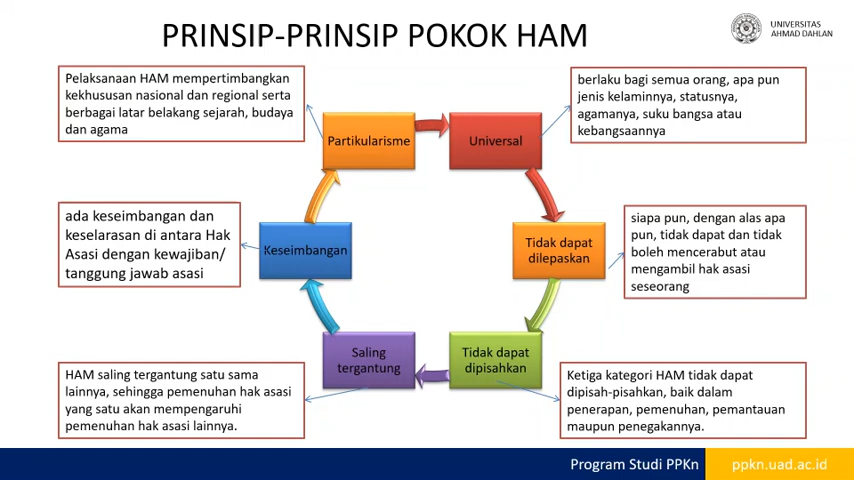 PRINSIP-PRINSIP POKOK HAM
UNIVERSITAS
AHMAD DAHLAN
Pelaksanaan HAM mempertimbangkan
kekhususan nasional dan regional serta
berbagai latar belakang sejarah, budaya
dan agama
Partikularisme
Universal
berlaku bagi semua orang, apa pun
jenis kelaminnya, statusnya,
agamanya, suku bangsa atau
kebangsaannya
ada keseimbangan dan
keselarasan di antara Hak
Asasi dengan kewajiban/
tanggung jawab asasi
Keseimbangan
Tidak dapat
dilepaskan
siapa pun, dengan alas apa
pun, tidak dapat dan tidak
boleh mencerabut atau
mengambil hak asasi
seseorang
Saling
tergantung
Tidak dapat
dipisahkan
HAM saling tergantung satu sama
lainnya, sehingga pemenuhan hak asasi
yang satu akan mempengaruhi
pemenuhan hak asasi lainnya.
Ketiga kategori HAM tidak dapat
dipisah-pisahkan, baik dalam
penerapan, pemenuhan, pemantauan
maupun penegakannya.
Program Studi PPKn
ppkn.uad.ac.id